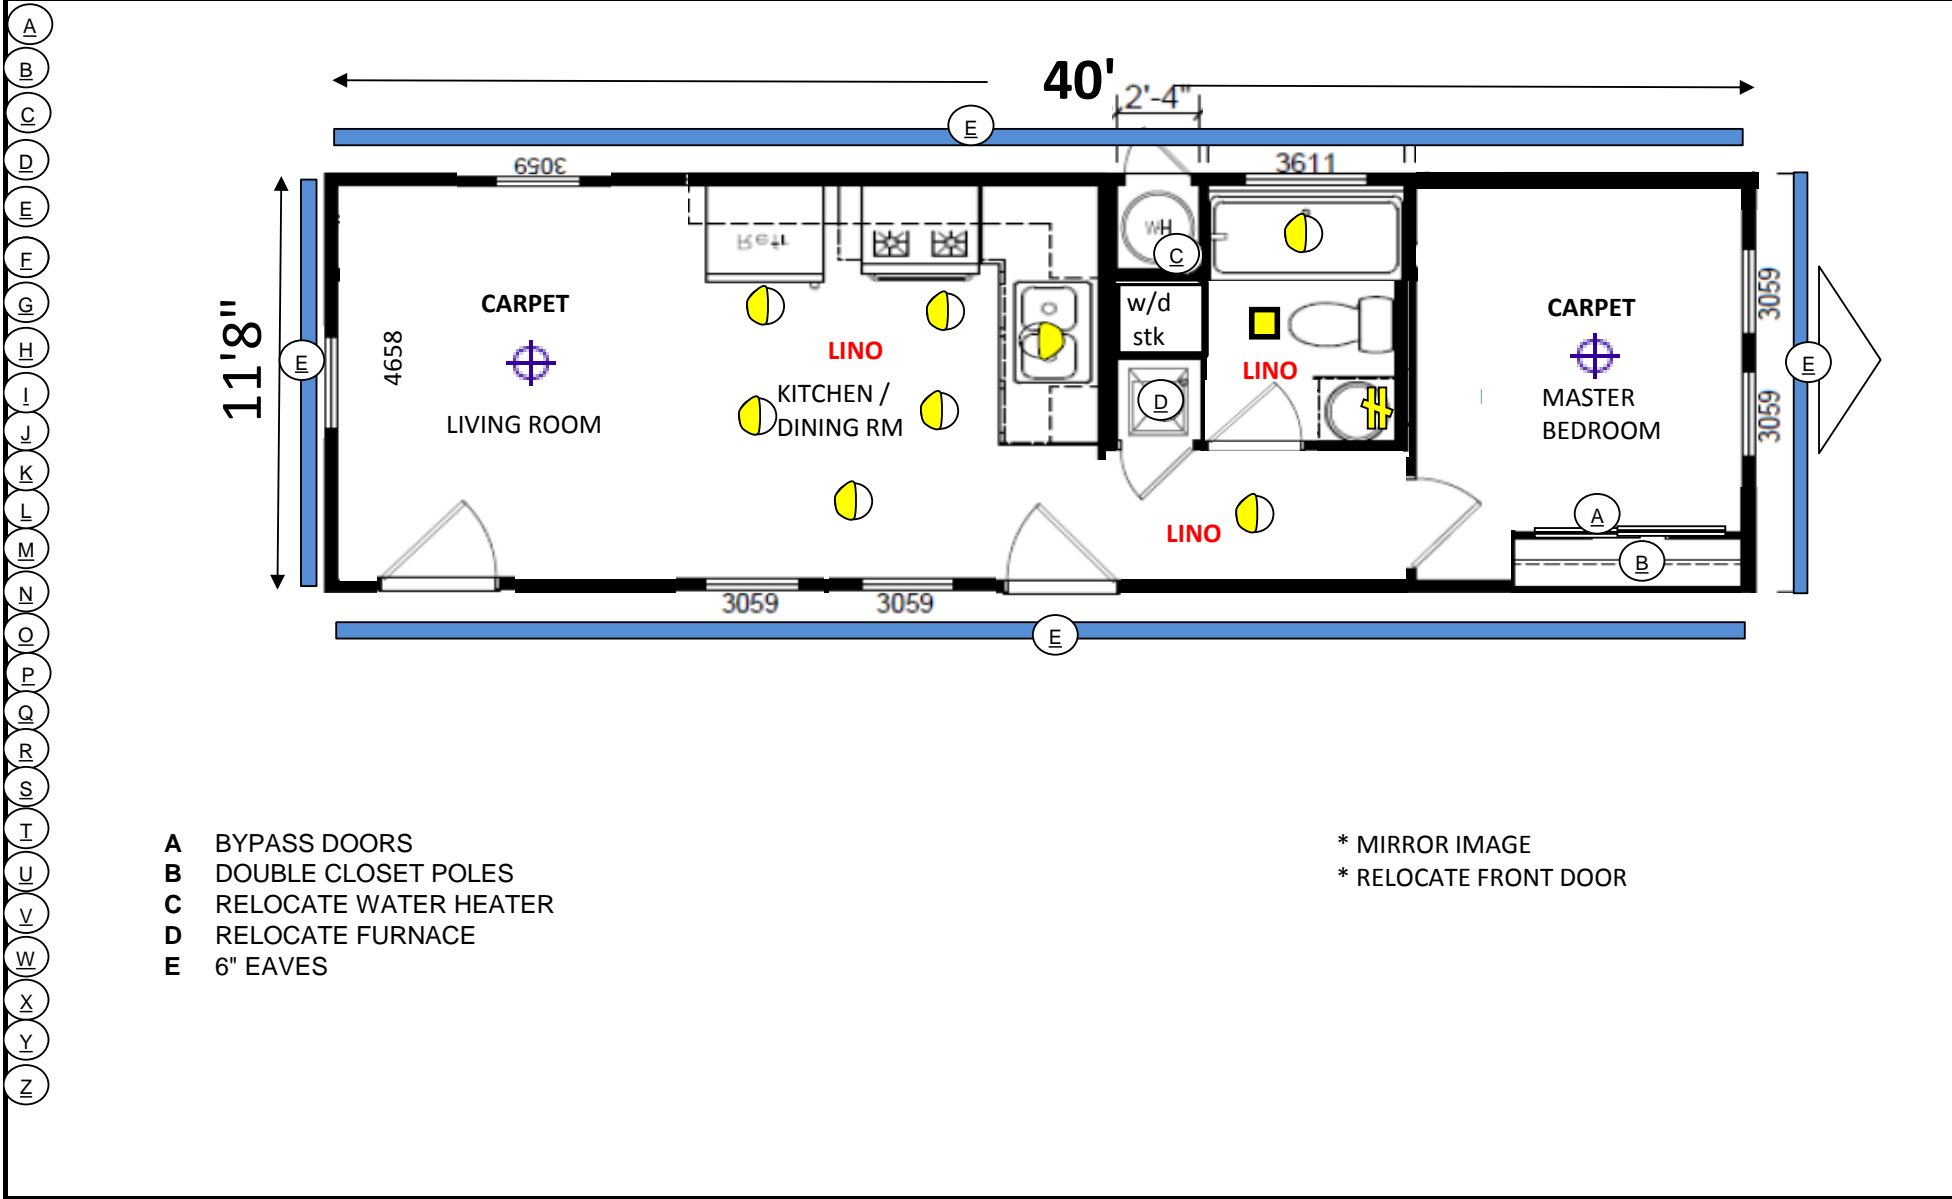 A
B
C
D
E
F
G
H
I
J
K
L
M
N
O
P
Q
R
S
T
U
V
W
X
Y
Z
40'
2'-4"
E
3059
3611
11'8"
E
4658
CARPET
LIVING ROOM
Refr
LINO
KITCHEN /
DINING RM
WH
C
w/d
stk
D
LINO
LINO
CARPET
MASTER
BEDROOM
A
B
3059
3059
E
3059
3059
E
A BYPASS DOORS
B DOUBLE CLOSET POLES
C RELOCATE WATER HEATER
D RELOCATE FURNACE
E 6" EAVES
* MIRROR IMAGE
* RELOCATE FRONT DOOR